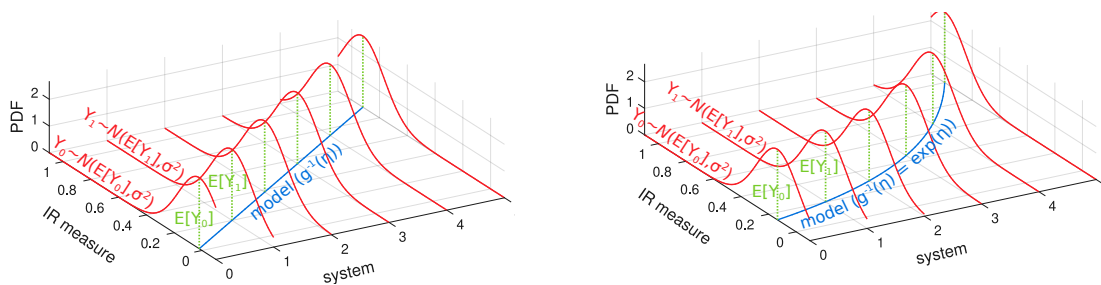 PDF
2
1
0
Y₁~N(E[Y₁],σ²)
Y₀~N(E[Y₀],σ²)
1
0.8
0.6
0.4
0.2
0
IR measure
E[Y₁]
E[Y₀]
model (g⁻¹(η))
0
1
2
3
4
system
PDF
2
1
0
Y₁~N(E[Y₁],σ²)
Y₀~N(E[Y₀],σ²)
1
0.8
0.6
0.4
0.2
0
IR measure
E[Y₁]
E[Y₀]
model (g⁻¹(η) = exp(η))
0
1
2
3
4
system